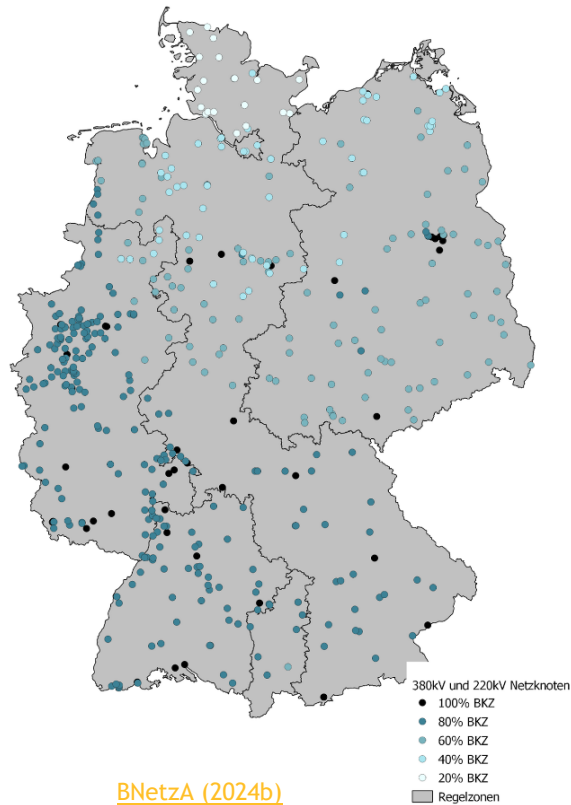 380kV und 220kV Netzknoten
100% BKZ
80% BKZ
60% BKZ
40% BKZ
20% BKZ
Regelzonen
BNetzA (2024b)